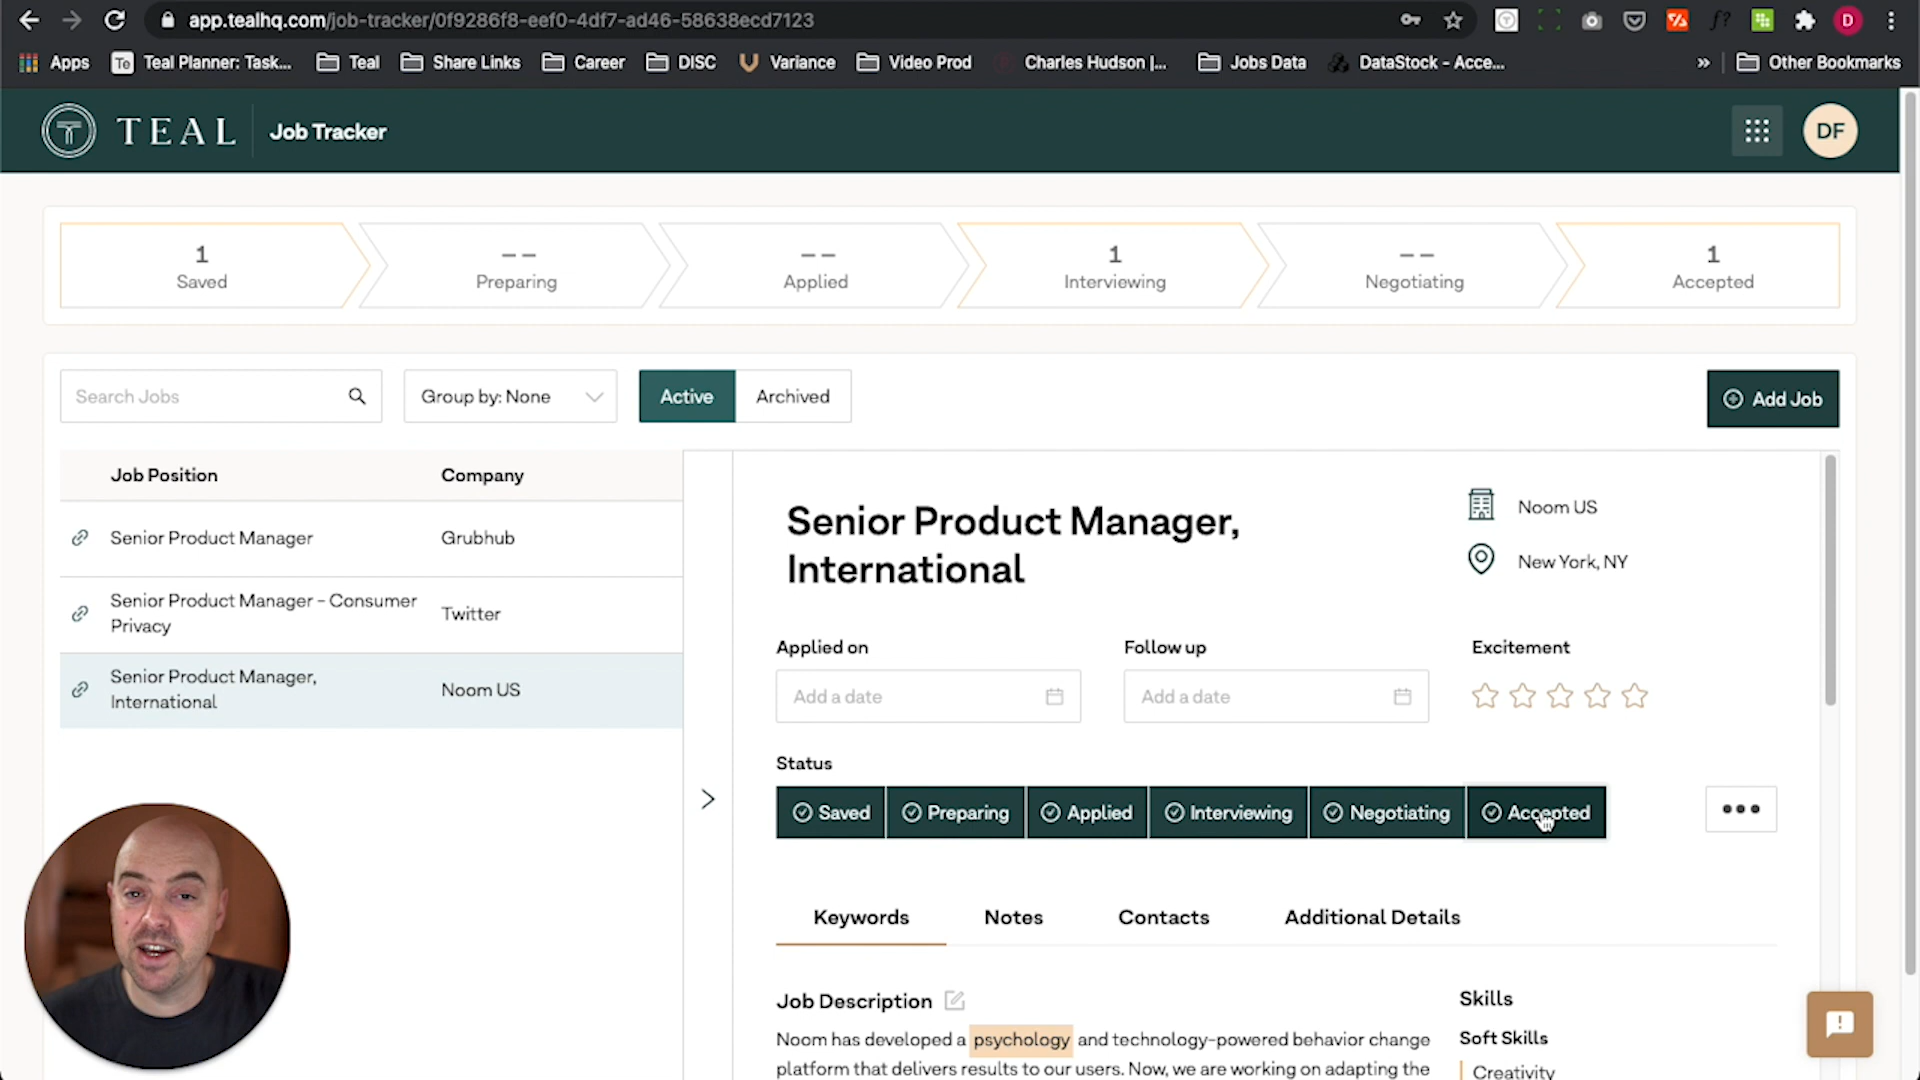 app.tealhq.com/job-tracker/0f9286f8-eef0-4df7-ad46-58638ecd7123
D
Apps
Te
Teal Planner: Task...
Teal
Share Links
Career
DISC
Variance
Video Prod
Charles Hudson |...
Jobs Data
DataStock - Acce...
»
Other Bookmarks
TEAL
Job Tracker
DF
1
Saved
– –
Preparing
– –
Applied
1
Interviewing
– –
Negotiating
1
Accepted
Search Jobs
Group by: None
Active
Archived
Add Job
Job Position
Company
Senior Product Manager
Grubhub
Senior Product Manager – Consumer
Privacy
Twitter
Senior Product Manager,
International
Noom US
Senior Product Manager,
International
Noom US
New York, NY
Applied on
Follow up
Excitement
Add a date
Add a date
Status
Saved
Preparing
Applied
Interviewing
Negotiating
Accepted
Keywords
Notes
Contacts
Additional Details
Job Description
Noom has developed a psychology and technology-powered behavior change
platform that delivers results to our users. Now, we are working on adapting the
Skills
Soft Skills
Creativity